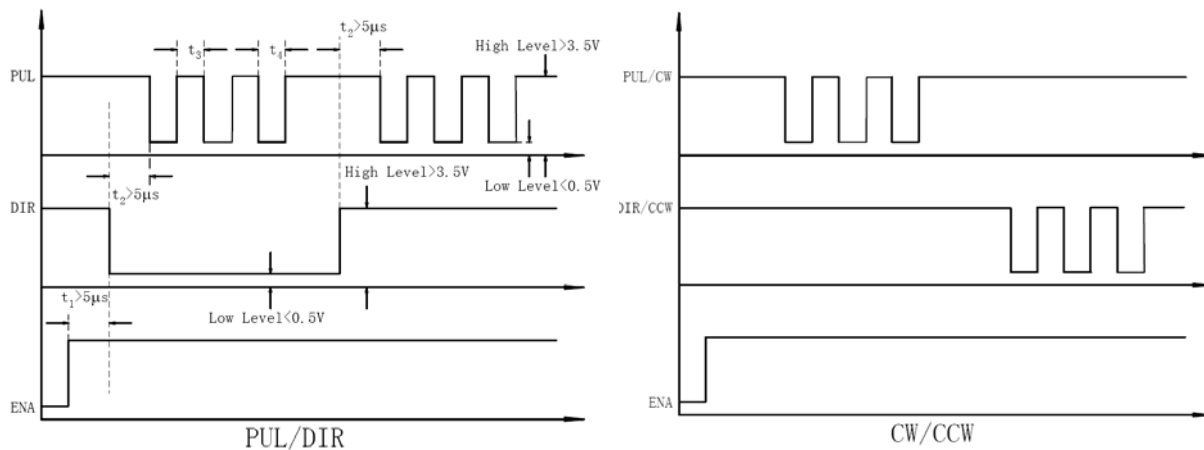 t₂>5μs
t₃
t₄
High Level>3.5V
PUL
Low Level<0.5V
t₂>5μs
High Level>3.5V
DIR
t₁>5μs
Low Level<0.5V
ENA
PUL/DIR
PUL/CW
DIR/CCW
ENA
CW/CCW